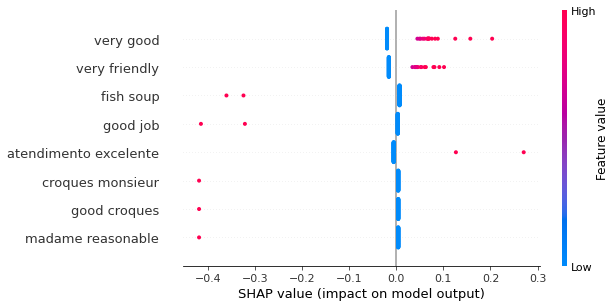 High
very good
very friendly
fish soup
good job
atendimento excelente
croques monsieur
good croques
madame reasonable
Feature value
Low
−0.4 −0.3 −0.2 −0.1 0.0 0.1 0.2 0.3
SHAP value (impact on model output)